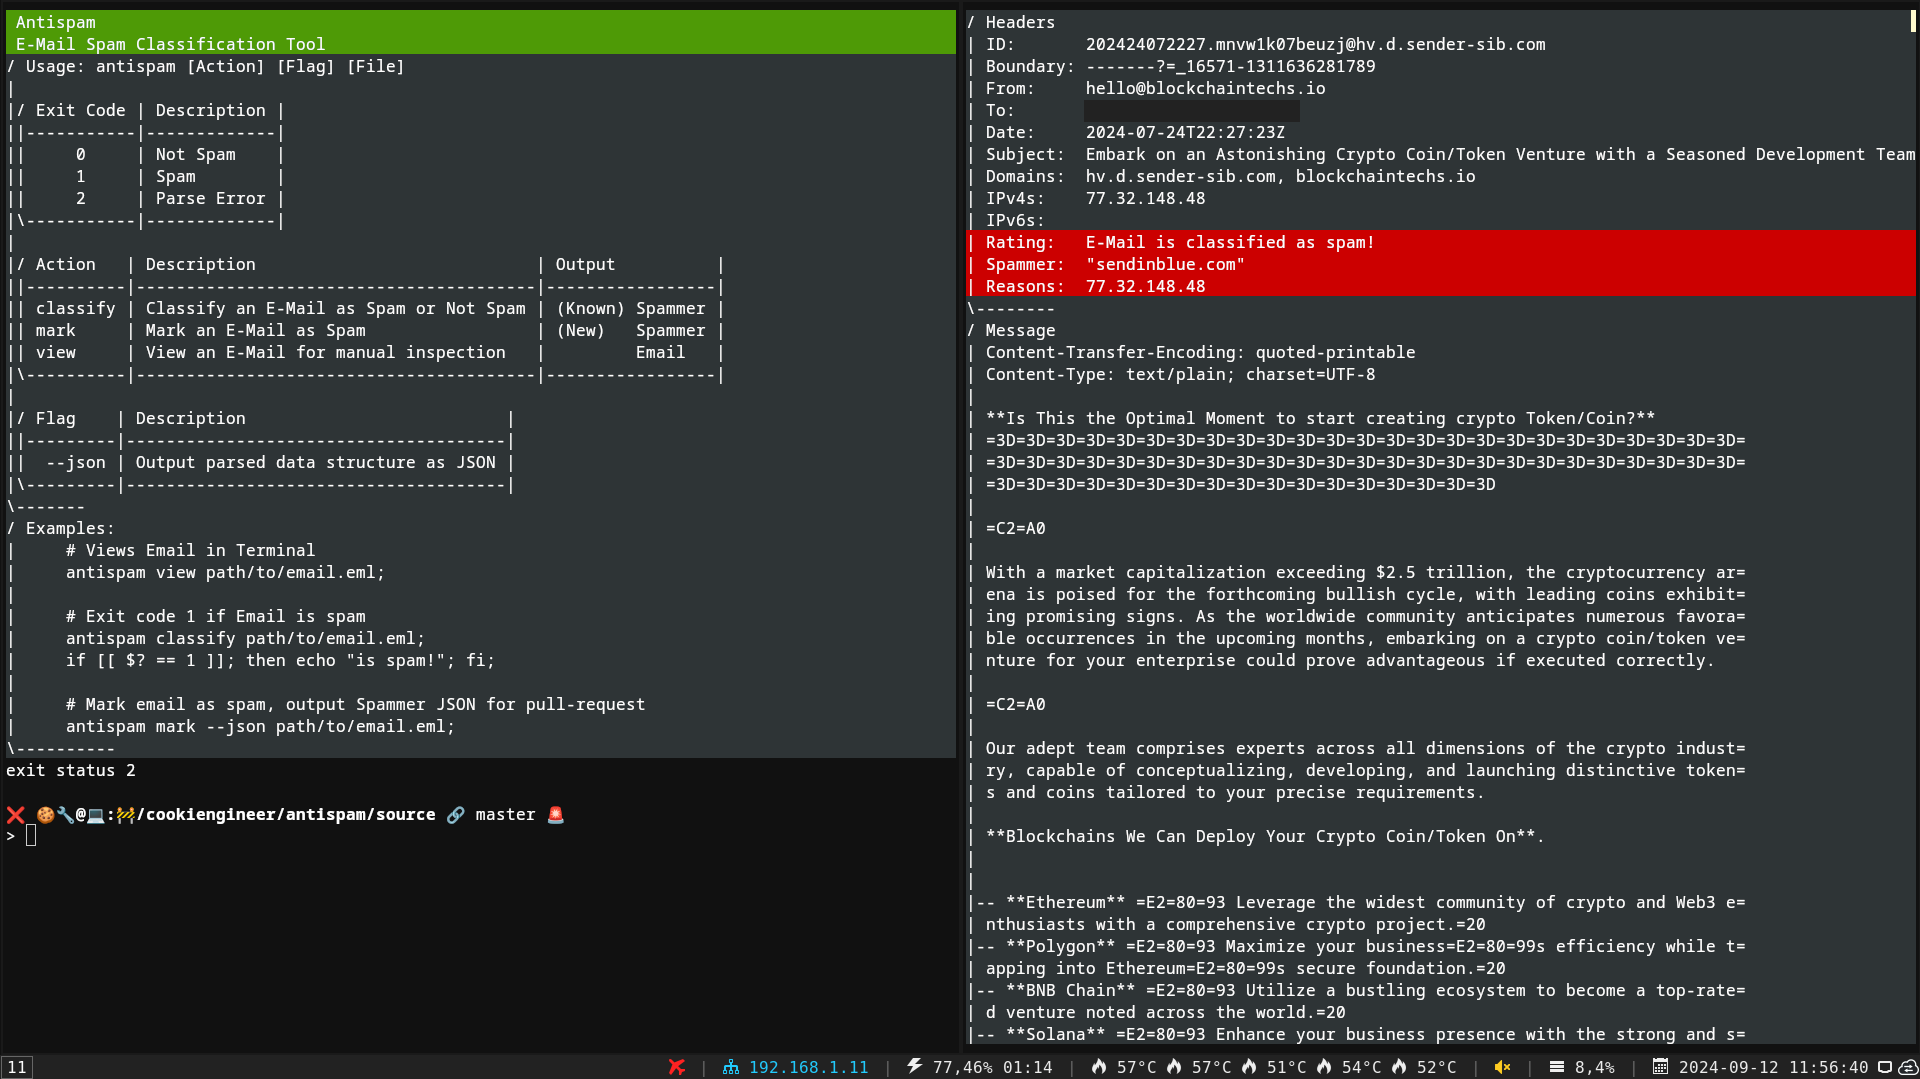 Antispam
E-Mail Spam Classification Tool
/ Usage: antispam [Action] [Flag] [File]
|
|/ Exit Code | Description |
||-----------|-------------|
||     0     | Not Spam    |
||     1     | Spam        |
||     2     | Parse Error |
|\-----------|-------------|
|
|/ Action   | Description                            | Output          |
||----------|----------------------------------------|-----------------|
|| classify | Classify an E-Mail as Spam or Not Spam | (Known) Spammer |
|| mark     | Mark an E-Mail as Spam                 | (New)   Spammer |
|| view     | View an E-Mail for manual inspection   |         Email   |
|\----------|----------------------------------------|-----------------|
|
|/ Flag    | Description                          |
||---------|--------------------------------------|
||  --json | Output parsed data structure as JSON |
|\---------|--------------------------------------|
\-------
/ Examples:
|     # Views Email in Terminal
|     antispam view path/to/email.eml;
|
|     # Exit code 1 if Email is spam
|     antispam classify path/to/email.eml;
|     if [[ $? == 1 ]]; then echo "is spam!"; fi;
|
|     # Mark email as spam, output Spammer JSON for pull-request
|     antispam mark --json path/to/email.eml;
\----------
exit status 2
❌ 🍪🔧@💻:🚧/cookiengineer/antispam/source 🔗 master 🚨
>
/ Headers
| ID:       202424072227.mnvw1k07beuzj@hv.d.sender-sib.com
| Boundary: -------?=_16571-1311636281789
| From:     hello@blockchaintechs.io
| To:
| Date:     2024-07-24T22:27:23Z
| Subject:  Embark on an Astonishing Crypto Coin/Token Venture with a Seasoned Development Team
| Domains:  hv.d.sender-sib.com, blockchaintechs.io
| IPv4s:    77.32.148.48
| IPv6s:
| Rating:   E-Mail is classified as spam!
| Spammer:  "sendinblue.com"
| Reasons:  77.32.148.48
\--------
/ Message
| Content-Transfer-Encoding: quoted-printable
| Content-Type: text/plain; charset=UTF-8
|
| **Is This the Optimal Moment to start creating crypto Token/Coin?**
| =3D=3D=3D=3D=3D=3D=3D=3D=3D=3D=3D=3D=3D=3D=3D=3D=3D=3D=3D=3D=3D=3D=3D=3D=3D=
| =3D=3D=3D=3D=3D=3D=3D=3D=3D=3D=3D=3D=3D=3D=3D=3D=3D=3D=3D=3D=3D=3D=3D=3D=3D=
| =3D=3D=3D=3D=3D=3D=3D=3D=3D=3D=3D=3D=3D=3D=3D=3D=3D
|
| =C2=A0
|
| With a market capitalization exceeding $2.5 trillion, the cryptocurrency ar=
| ena is poised for the forthcoming bullish cycle, with leading coins exhibit=
| ing promising signs. As the worldwide community anticipates numerous favora=
| ble occurrences in the upcoming months, embarking on a crypto coin/token ve=
| nture for your enterprise could prove advantageous if executed correctly.
|
| =C2=A0
|
| Our adept team comprises experts across all dimensions of the crypto indust=
| ry, capable of conceptualizing, developing, and launching distinctive token=
| s and coins tailored to your precise requirements.
|
| **Blockchains We Can Deploy Your Crypto Coin/Token On**.
|
|
|-- **Ethereum** =E2=80=93 Leverage the widest community of crypto and Web3 e=
| nthusiasts with a comprehensive crypto project.=20
|-- **Polygon** =E2=80=93 Maximize your business=E2=80=99s efficiency while t=
| apping into Ethereum=E2=80=99s secure foundation.=20
|-- **BNB Chain** =E2=80=93 Utilize a bustling ecosystem to become a top-rate=
| d venture noted across the world.=20
|-- **Solana** =E2=80=93 Enhance your business presence with the strong and s=
11 | 192.168.1.11 | 77,46% 01:14 | 57°C 57°C 51°C 54°C 52°C | | 8,4% | 2024-09-12 11:56:40